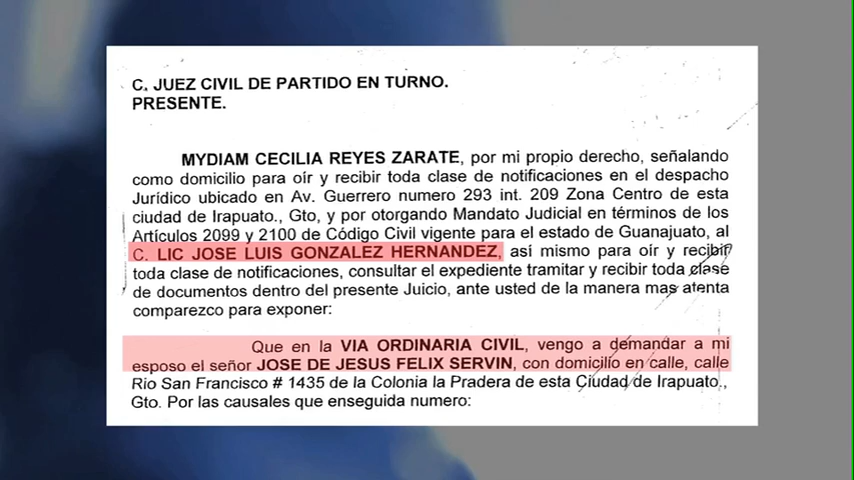 C. JUEZ CIVIL DE PARTIDO EN TURNO.
PRESENTE.
MYDIAM CECILIA REYES ZARATE, por mi propio derecho, señalando
como domicilio para oír y recibir toda clase de notificaciones en el despacho
Jurídico ubicado en Av. Guerrero numero 293 int. 209 Zona Centro de esta
ciudad de Irapuato., Gto, y por otorgando Mandato Judicial en términos de los
Artículos 2099 y 2100 de Código Civil vigente para el estado de Guanajuato, al
C. LIC JOSE LUIS GONZALEZ HERNANDEZ, así mismo para oír y recibir
toda clase de notificaciones, consultar el expediente tramitar y recibir toda clase
de documentos dentro del presente Juicio, ante usted de la manera mas atenta
comparezco para exponer:
Que en la VIA ORDINARIA CIVIL, vengo a demandar a mi
esposo el señor JOSE DE JESUS FELIX SERVIN, con domicilio en calle, calle
Rio San Francisco # 1435 de la Colonia la Pradera de esta Ciudad de Irapuato.,
Gto. Por las causales que enseguida numero: